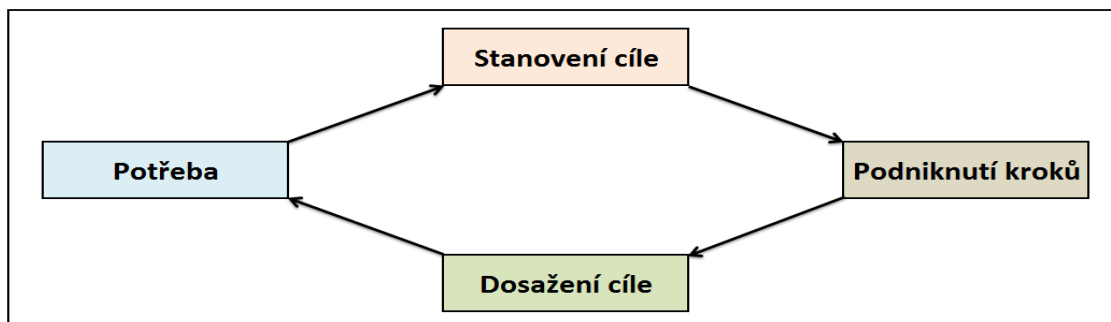 Stanovení cíle
Potřeba
Podniknutí kroků
Dosažení cíle